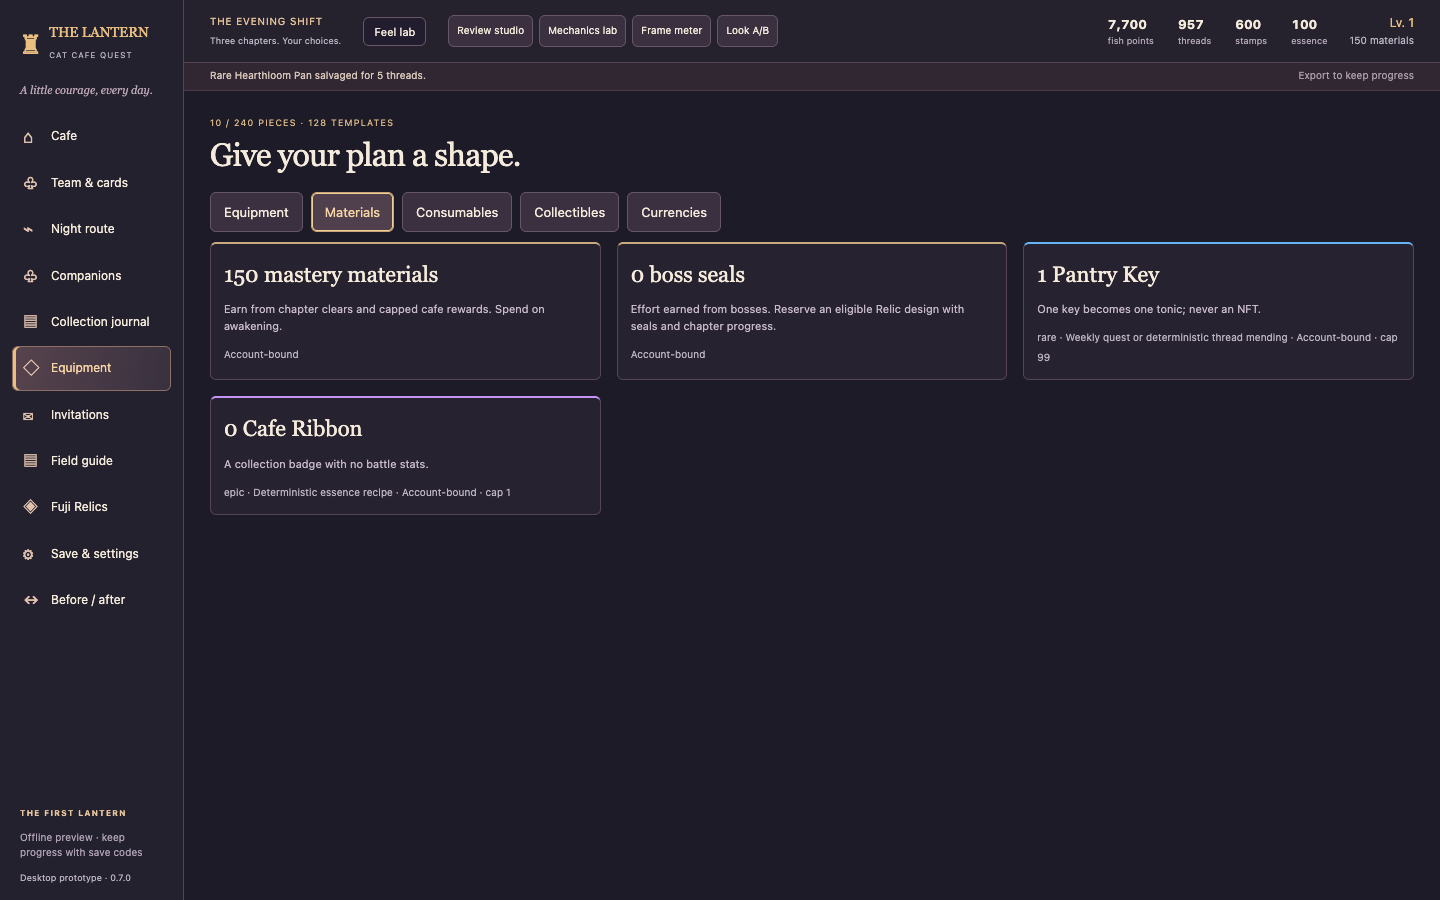 THE LANTERN
CAT CAFE QUEST
A little courage, every day.
Cafe
Team & cards
Night route
Companions
Collection journal
Equipment
Invitations
Field guide
Fuji Relics
Save & settings
Before / after
THE FIRST LANTERN
Offline preview · keep
progress with save codes
Desktop prototype · 0.7.0
THE EVENING SHIFT
Three chapters. Your choices.
Feel lab
Review studio
Mechanics lab
Frame meter
Look A/B
7,700
fish points
957
threads
600
stamps
100
essence
Lv. 1
150 materials
Rare Hearthloom Pan salvaged for 5 threads.
Export to keep progress
10 / 240 PIECES · 128 TEMPLATES
Give your plan a shape.
Equipment
Materials
Consumables
Collectibles
Currencies
150 mastery materials
Earn from chapter clears and capped cafe rewards. Spend on
awakening.
Account-bound
0 boss seals
Effort earned from bosses. Reserve an eligible Relic design with
seals and chapter progress.
Account-bound
1 Pantry Key
One key becomes one tonic; never an NFT.
rare · Weekly quest or deterministic thread mending · Account-bound · cap
99
0 Cafe Ribbon
A collection badge with no battle stats.
epic · Deterministic essence recipe · Account-bound · cap 1